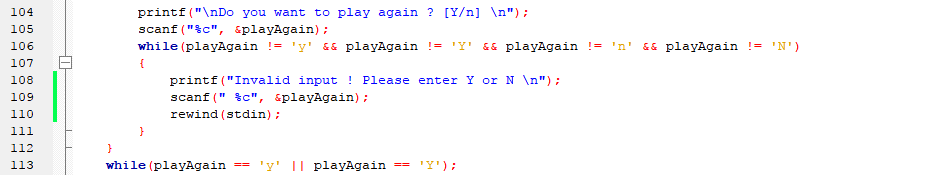 104 printf("\nDo you want to play again ? [Y/n] \n");
105 scanf("%c", &playAgain);
106 while(playAgain != 'y' && playAgain != 'Y' && playAgain != 'n' && playAgain != 'N')
107 {
108 printf("Invalid input ! Please enter Y or N \n");
109 scanf(" %c", &playAgain);
110 rewind(stdin);
111 }
112 }
113 while(playAgain == 'y' || playAgain == 'Y');